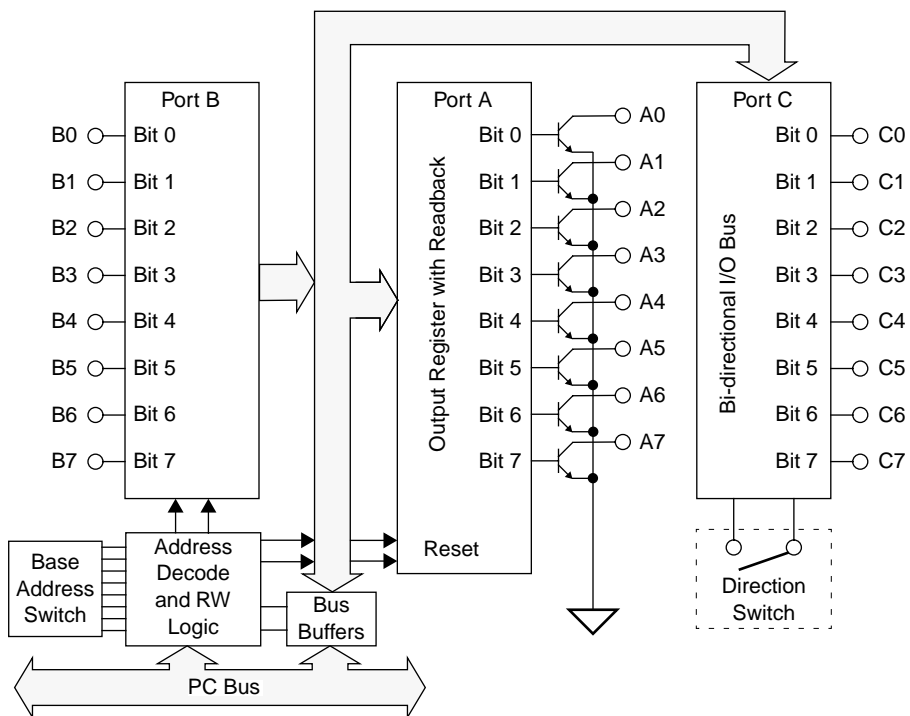 Port B
B0
Bit 0
B1
Bit 1
B2
Bit 2
B3
Bit 3
B4
Bit 4
B5
Bit 5
B6
Bit 6
B7
Bit 7
Port A
Output Register with Readback
Bit 0
A0
Bit 1
A1
Bit 2
A2
Bit 3
A3
Bit 4
A4
Bit 5
A5
Bit 6
A6
Bit 7
A7
Reset
Port C
Bi-directional I/O Bus
Bit 0
C0
Bit 1
C1
Bit 2
C2
Bit 3
C3
Bit 4
C4
Bit 5
C5
Bit 6
C6
Bit 7
C7
Base
Address
Switch
Address
Decode
and RW
Logic
Bus
Buffers
Direction
Switch
PC Bus